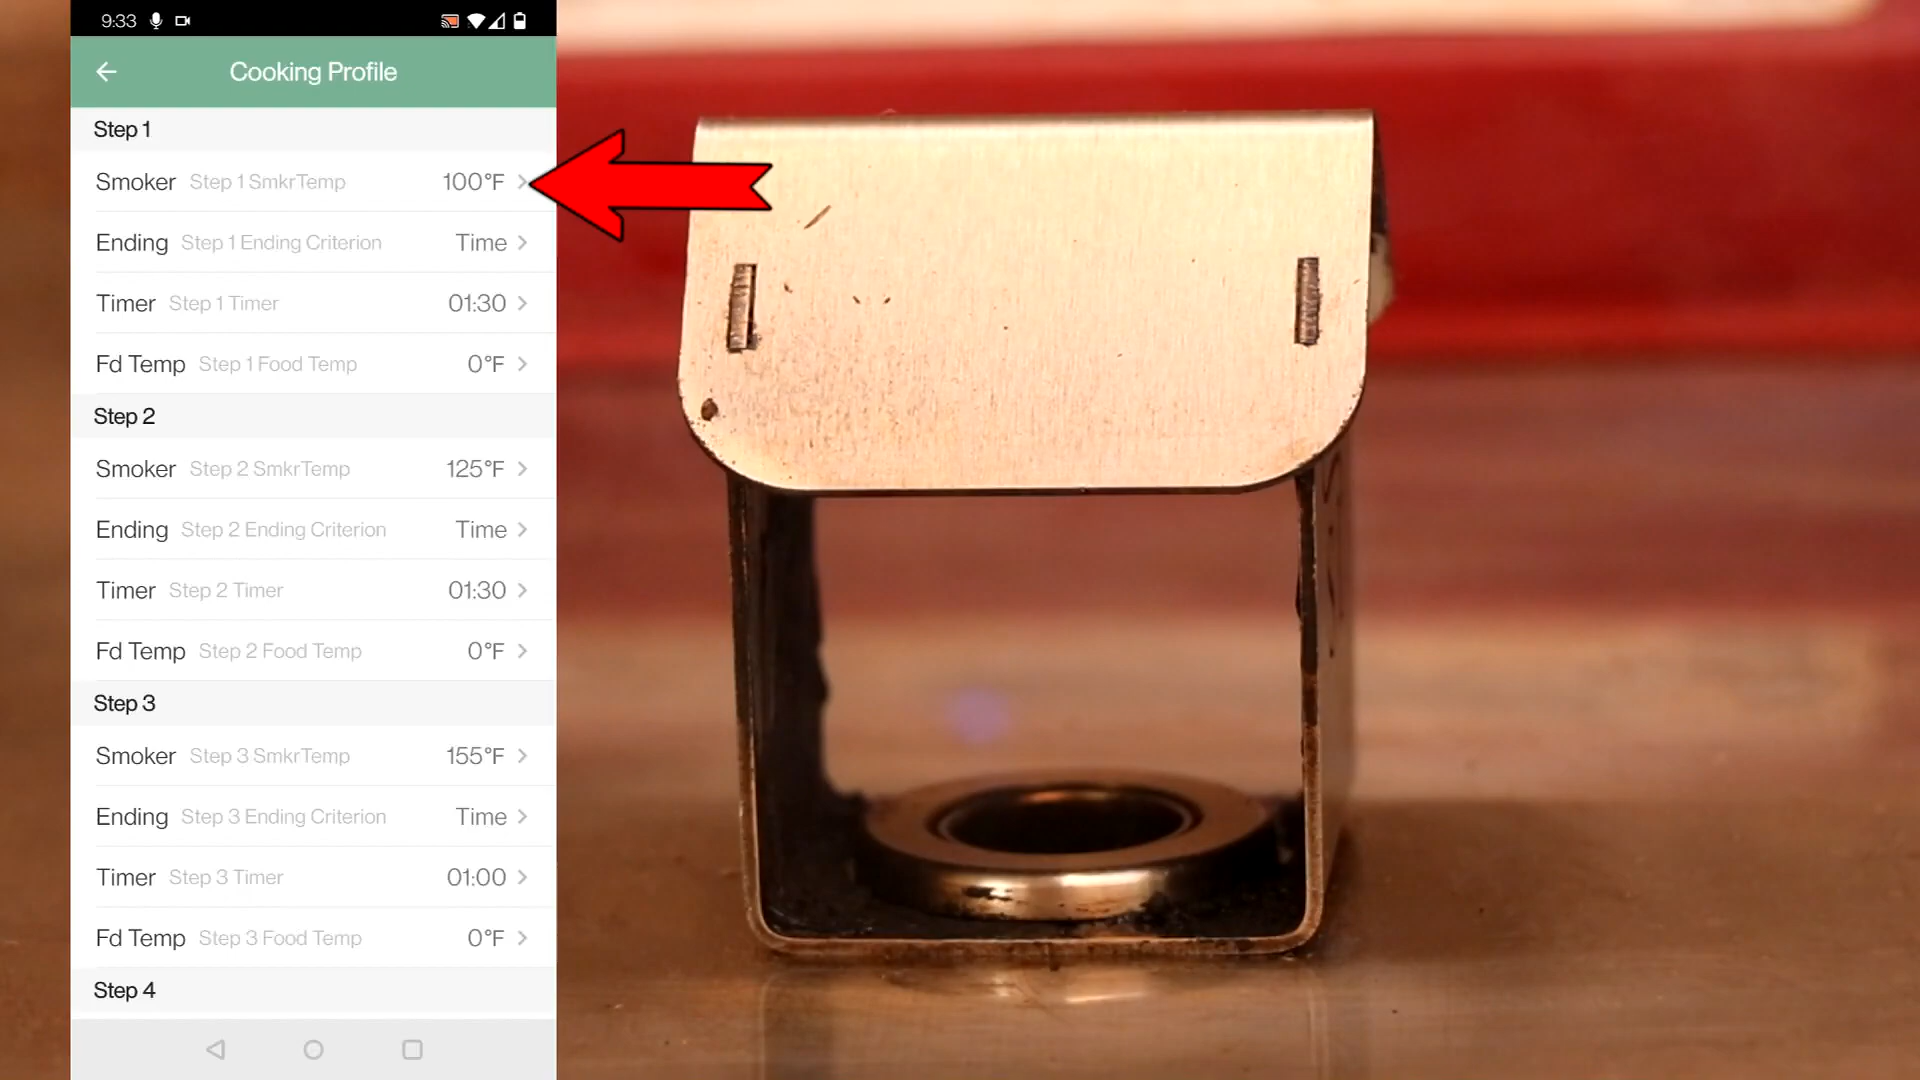 9:33
Cooking Profile
Step 1
Smoker Step 1 SmkrTemp 100°F
Ending Step 1 Ending Criterion Time
Timer Step 1 Timer 01:30
Fd Temp Step 1 Food Temp 0°F
Step 2
Smoker Step 2 SmkrTemp 125°F
Ending Step 2 Ending Criterion Time
Timer Step 2 Timer 01:30
Fd Temp Step 2 Food Temp 0°F
Step 3
Smoker Step 3 SmkrTemp 155°F
Ending Step 3 Ending Criterion Time
Timer Step 3 Timer 01:00
Fd Temp Step 3 Food Temp 0°F
Step 4